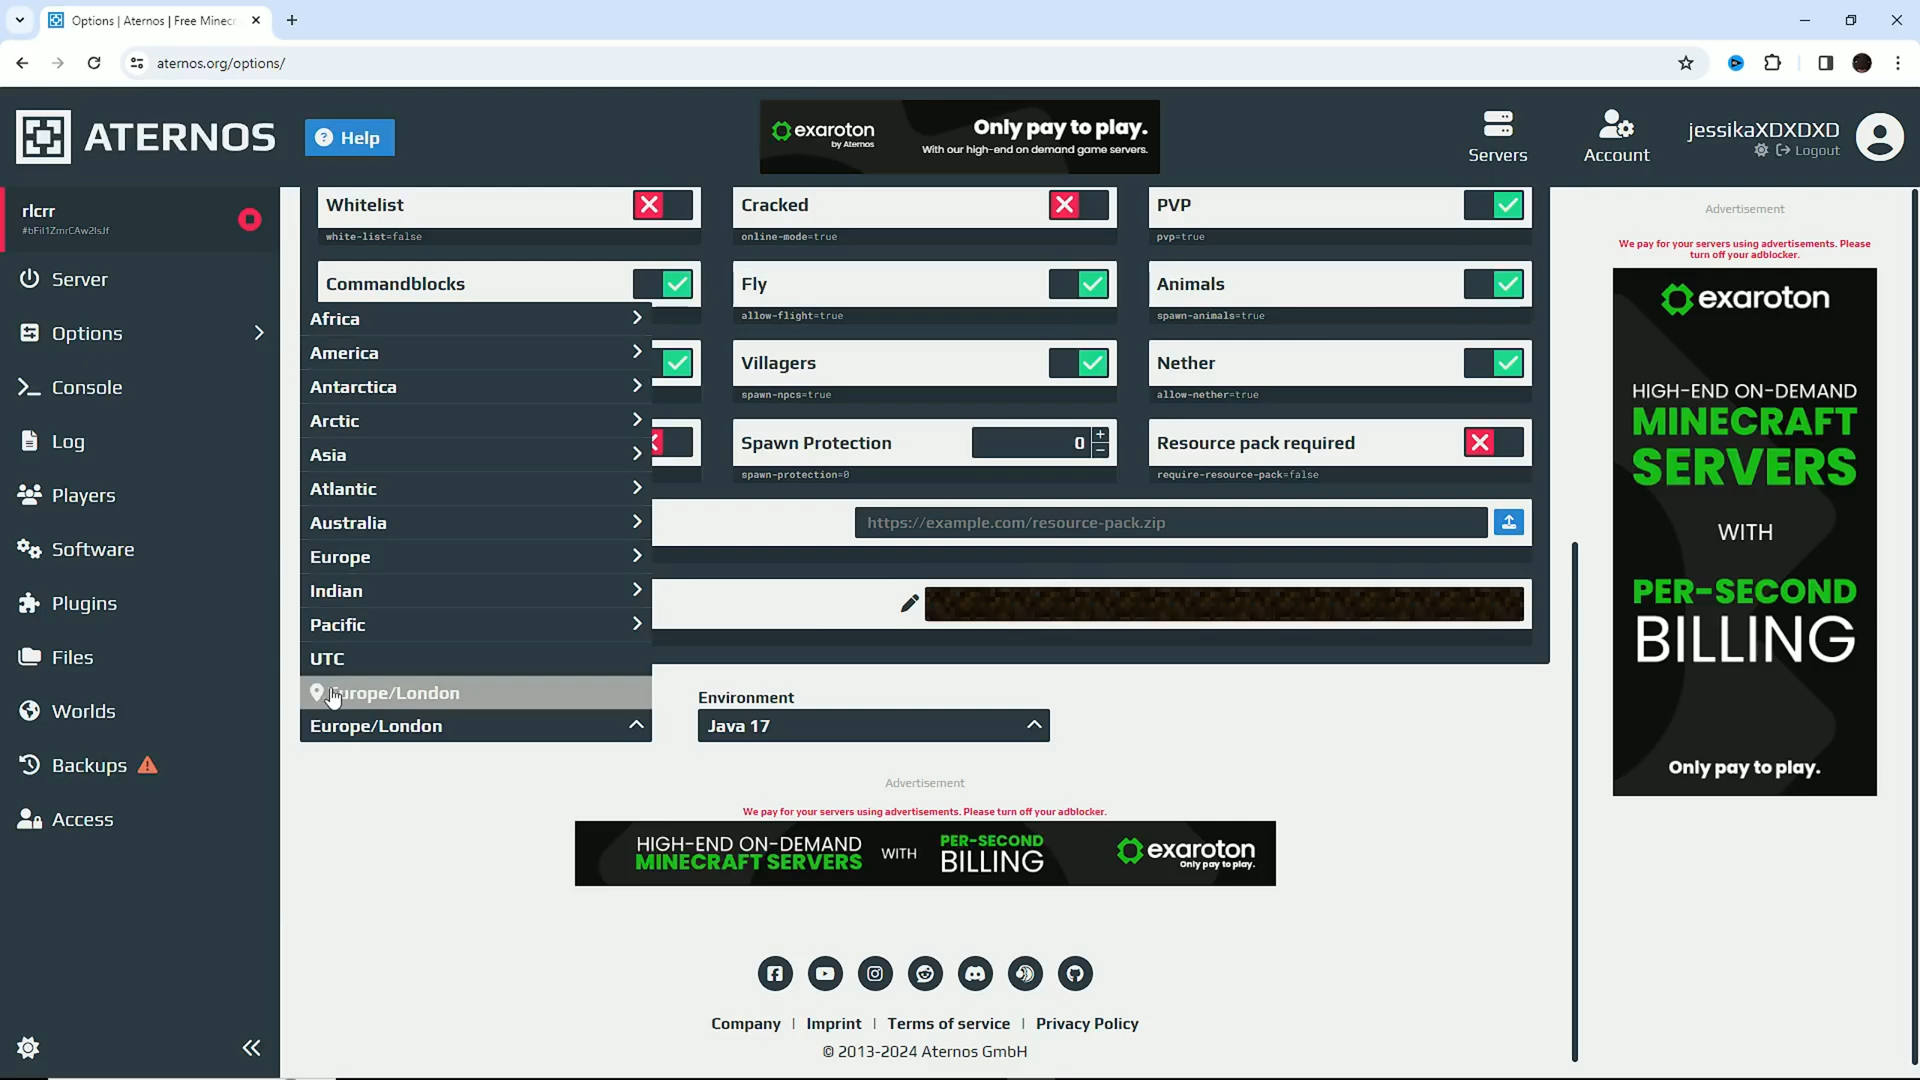 Options | Aternos | Free Minec
aternos.org/options/
ATERNOS
Help
exaroton
by Aternos
Only pay to play.
With our high-end on demand game servers.
Servers
Account
jessikaXDXDXD
Logout
rlcrr
#bFiI1ZmrCAw2IsJf
Server
Options
Console
Log
Players
Software
Plugins
Files
Worlds
Backups
Access
Whitelist
white-list=false
Cracked
online-mode=true
PVP
pvp=true
Commandblocks
Fly
allow-flight=true
Animals
spawn-animals=true
Villagers
spawn-npcs=true
Nether
allow-nether=true
Spawn Protection
0
spawn-protection=0
Resource pack required
require-resource-pack=false
https://example.com/resource-pack.zip
Africa
America
Antarctica
Arctic
Asia
Atlantic
Australia
Europe
Indian
Pacific
UTC
Europe/London
Europe/London
Environment
Java 17
Advertisement
We pay for your servers using advertisements. Please turn off your adblocker.
HIGH-END ON-DEMAND
MINECRAFT SERVERS
WITH
PER-SECOND
BILLING
exaroton
Only pay to play.
Company | Imprint | Terms of service | Privacy Policy
© 2013-2024 Aternos GmbH
Advertisement
We pay for your servers using advertisements. Please
turn off your adblocker.
exaroton
HIGH-END ON-DEMAND
MINECRAFT
SERVERS
WITH
PER-SECOND
BILLING
Only pay to play.